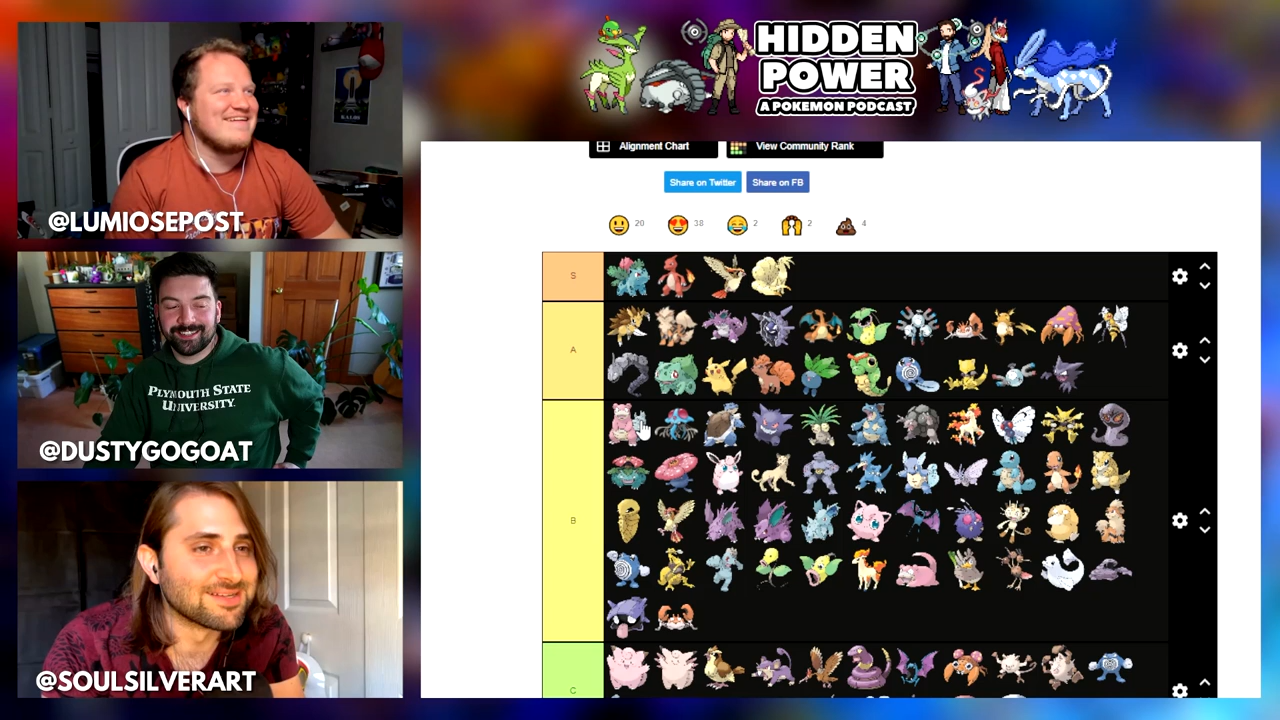 @LUMIOSEPOST
PLYMOUTH STATE
UNIVERSITY
@DUSTYGOGOAT
@SOULSILVERART
HIDDEN
POWER
A POKEMON PODCAST
Alignment Chart
View Community Rank
Share on Twitter
Share on FB
20
38
2
2
4
S
A
B
C